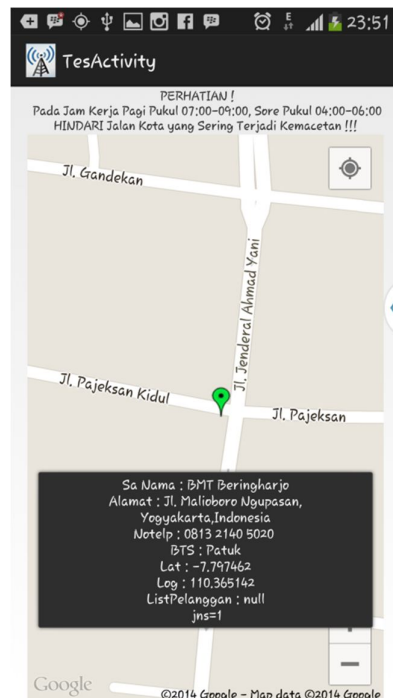 E
23:51
TesActivity
PERHATIAN !
Pada Jam Kerja Pagi Pukul 07:00-09:00, Sore Pukul 04:00-06:00
HINDARI Jalan Kota yang Sering Terjadi Kemacetan !!!
Jl. Gandekan
Jl. Jenderal Ahmad Yani
Jl. Pajeksan Kidul
Jl. Pajeksan
Sa Nama : BMT Beringharjo
Alamat : Jl. Malioboro Ngupasan,
Yogyakarta,Indonesia
Notelp : 0813 2140 5020
BTS : Patuk
Lat : -7.797462
Log : 110.365142
ListPelanggan : null
jns=1
Google
©2014 Google - Map data ©2014 Google